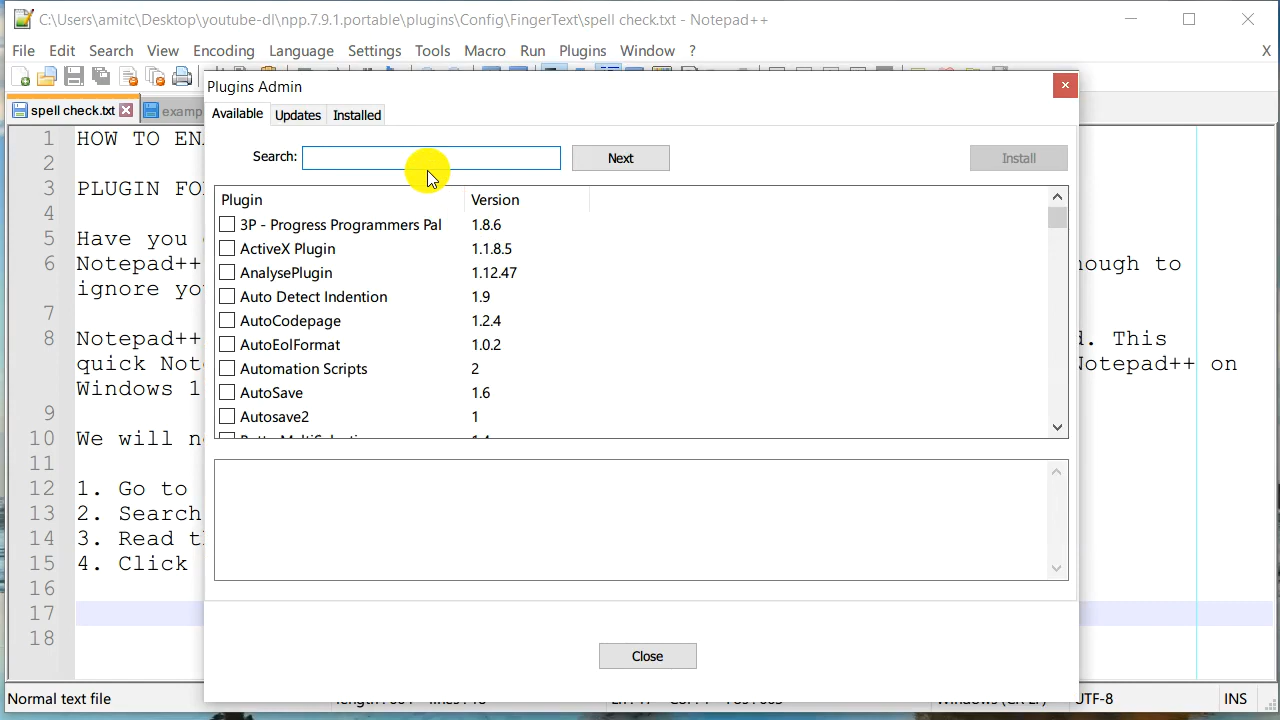 C:\Users\amitc\Desktop\youtube-dl\npp.7.9.1.portable\plugins\Config\FingerText\spell check.txt - Notepad++
File Edit Search View Encoding Language Settings Tools Macro Run Plugins Window ? X
Plugins Admin
spell check.txt examp
Available Updates Installed
Search: Next Install
Plugin Version
3P - Progress Programmers Pal 1.8.6
ActiveX Plugin 1.1.8.5
AnalysePlugin 1.12.47
Auto Detect Indention 1.9
AutoCodepage 1.2.4
AutoEolFormat 1.0.2
Automation Scripts 2
AutoSave 1.6
Autosave2 1
Close
1 HOW TO EN
2
3 PLUGIN FO
4
5 Have you
6 Notepad++ ough to
ignore yo
7
8 Notepad++ d. This
quick Not Notepad++ on
Windows 1
9
10 We will n
11
12 1. Go to
13 2. Search
14 3. Read t
15 4. Click
16
17
18
Normal text file UTF-8 INS